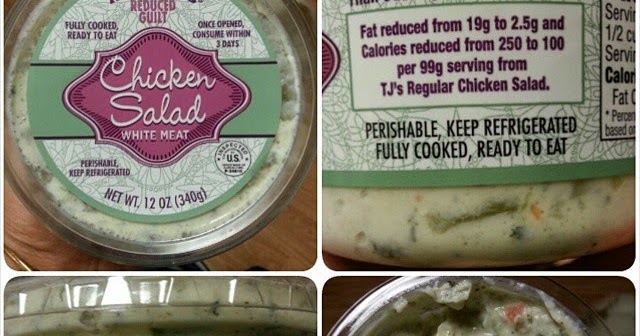 REDUCED
GUILT
FULLY COOKED,
READY TO EAT
ONCE OPENED,
CONSUME WITHIN
3 DAYS
Chicken
Salad
WHITE MEAT
INSPECTED
U.S.
PERISHABLE,
KEEP REFRIGERATED
NET WT. 12 OZ (340g)
Fat reduced from 19g to 2.5g and
Calories reduced from 250 to 100
per 99g serving from
TJ's Regular Chicken Salad.
PERISHABLE, KEEP REFRIGERATED
FULLY COOKED, READY TO EAT
Servin
1/2 c
Servin
Calor
Fat C
* Percen
based o